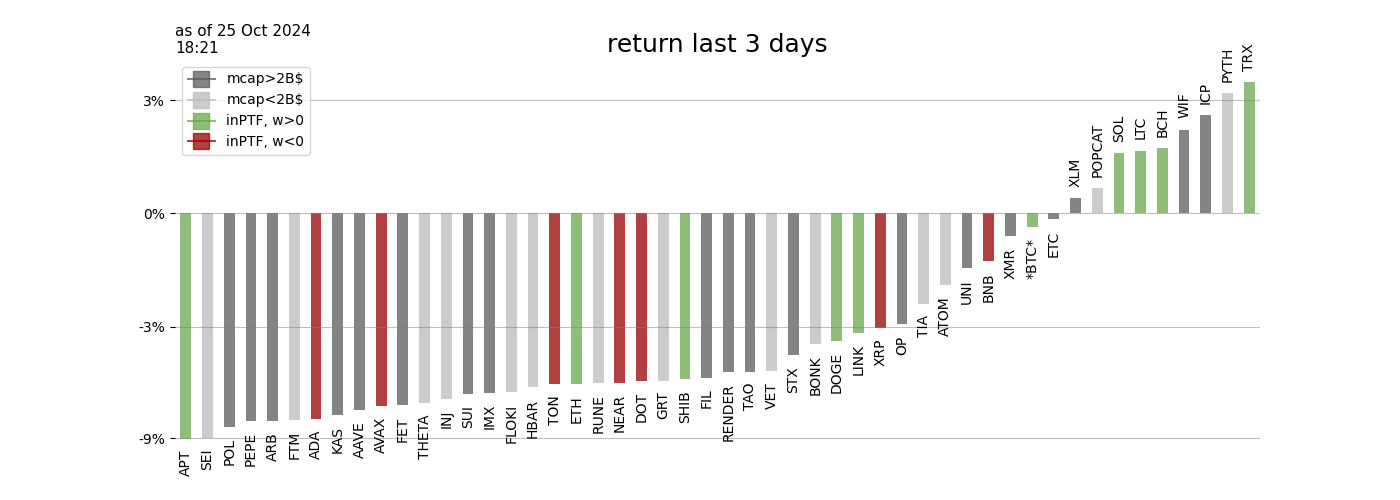 as of 25 Oct 2024
18:21
return last 3 days
mcap>2B$
mcap<2B$
inPTF, w>0
inPTF, w<0
3%
0%
-3%
-9%
APT
SEI
POL
PEPE
ARB
FTM
ADA
KAS
AAVE
AVAX
FET
THETA
INJ
SUI
IMX
FLOKI
HBAR
TON
ETH
RUNE
NEAR
DOT
GRT
SHIB
FIL
RENDER
TAO
VET
STX
BONK
DOGE
LINK
XRP
OP
TIA
ATOM
UNI
BNB
XMR
*BTC*
ETC
XLM
POPCAT
SOL
LTC
BCH
WIF
ICP
PYTH
TRX